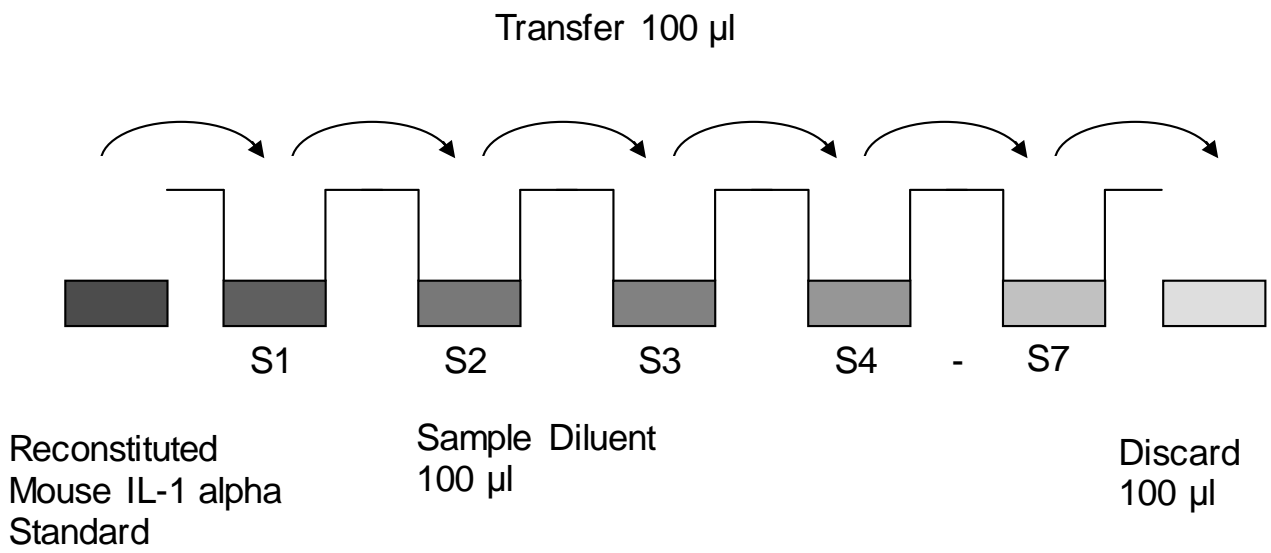 Transfer 100 µl
S1 S2 S3 S4 - S7
Reconstituted
Mouse IL-1 alpha
Standard
Sample Diluent
100 µl
Discard
100 µl